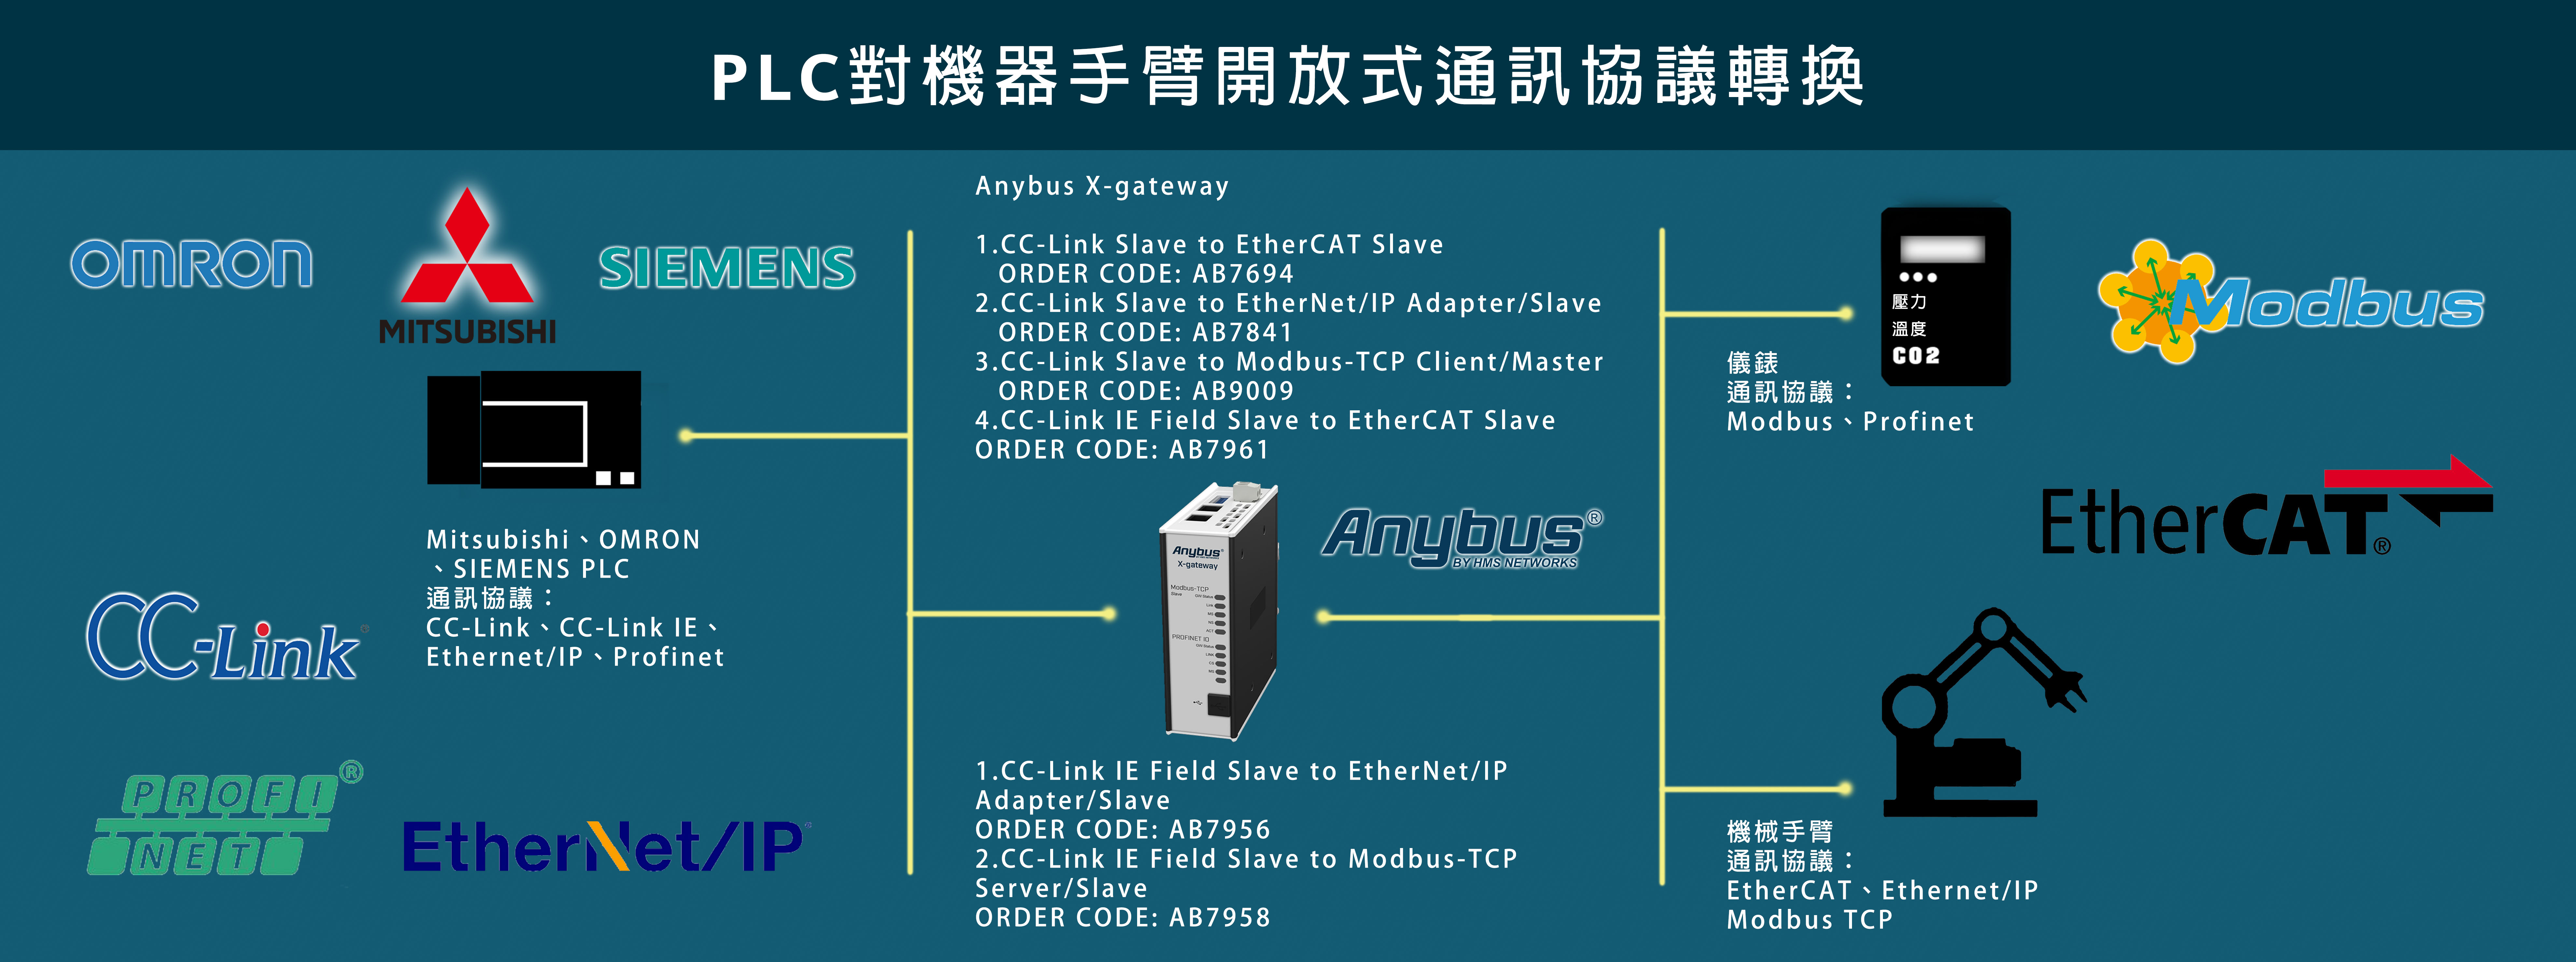 PLC對機器手臂開放式通訊協議轉換
OMRON
MITSUBISHI
SIEMENS
Mitsubishi、OMRON
、SIEMENS PLC
通訊協議：
CC-Link、CC-Link IE、
Ethernet/IP、Profinet
CC-Link
PROFI
NET®
EtherNet/IP
Anybus X-gateway
1.CC-Link Slave to EtherCAT Slave
ORDER CODE: AB7694
2.CC-Link Slave to EtherNet/IP Adapter/Slave
ORDER CODE: AB7841
3.CC-Link Slave to Modbus-TCP Client/Master
ORDER CODE: AB9009
4.CC-Link IE Field Slave to EtherCAT Slave
ORDER CODE: AB7961
Anybus®
X-gateway
Modbus-TCP
Slave
GW Status
PROFINET IO
GW Status
Anybus®
BY HMS NETWORKS
1.CC-Link IE Field Slave to EtherNet/IP
Adapter/Slave
ORDER CODE: AB7956
2.CC-Link IE Field Slave to Modbus-TCP
Server/Slave
ORDER CODE: AB7958
壓力
溫度
CO2
儀錶
通訊協議：
Modbus、Profinet
Modbus
EtherCAT®
機械手臂
通訊協議：
EtherCAT、Ethernet/IP
Modbus TCP